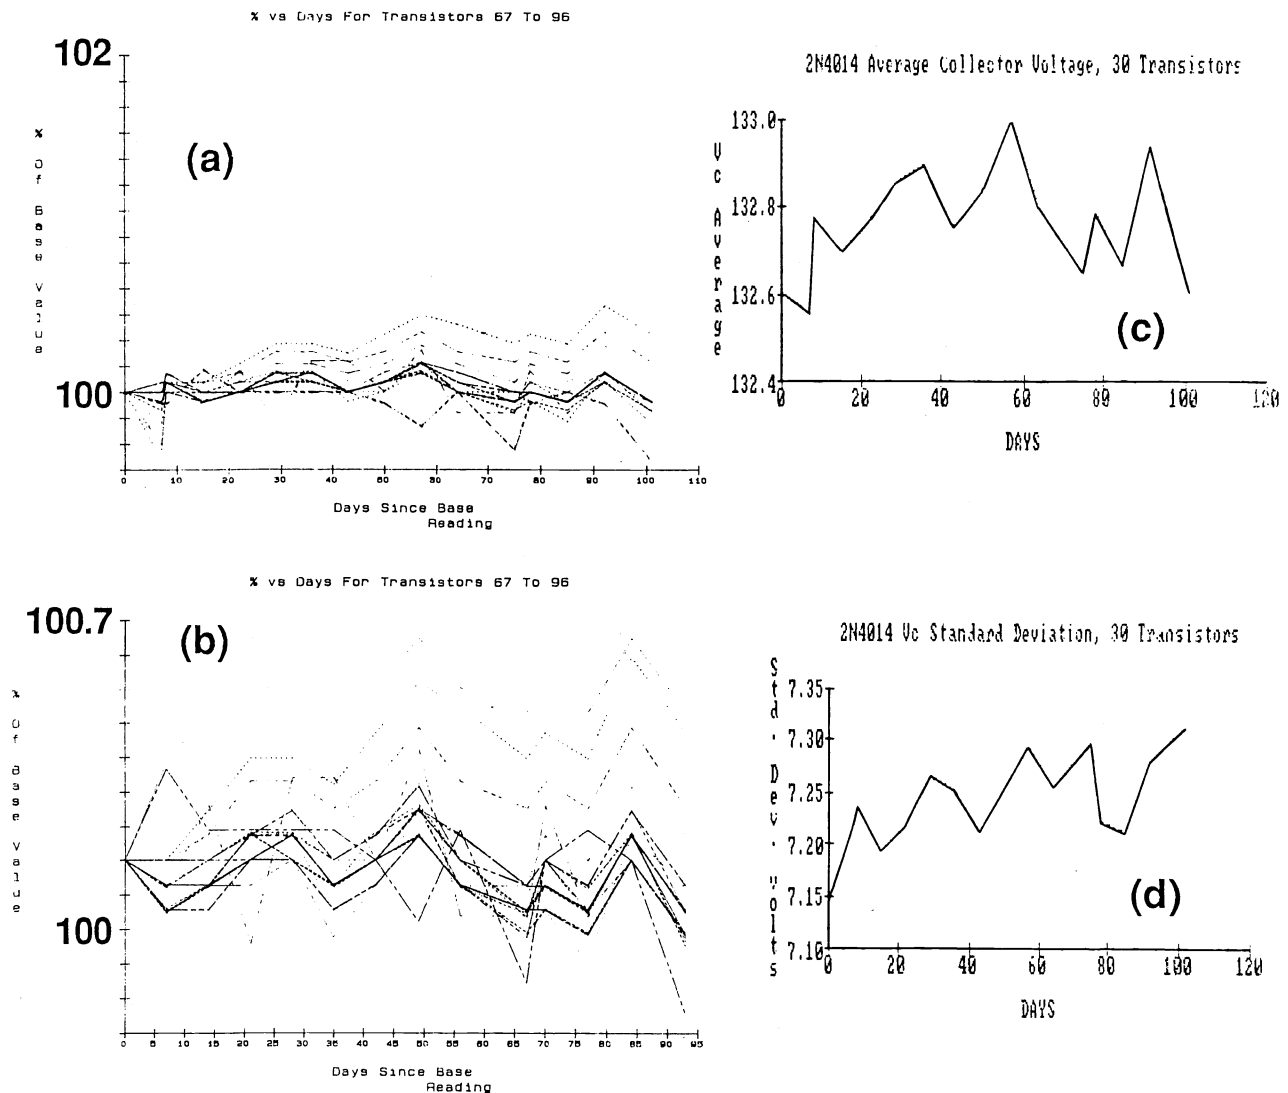 % vs Days For Transistors 67 To 96
102
(a)
100
% Of Base Value
0 10 20 30 40 50 60 70 80 90 100 110
Days Since Base
Reading
2N4014 Average Collector Voltage, 30 Transistors
133.0
132.8
132.6
132.4
Vc Average
(c)
0 20 40 60 80 100 120
DAYS
% vs Days For Transistors 67 To 96
100.7
(b)
100
% Of Base Value
0 5 10 15 20 25 30 35 40 45 50 55 60 65 70 75 80 85 90 95
Days Since Base
Reading
2N4014 Vc Standard Deviation, 30 Transistors
7.35
7.30
7.25
7.20
7.15
7.10
Std. Dev. Volts
(d)
0 20 40 60 80 100 120
DAYS